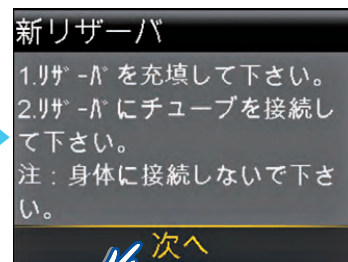 新リザーバ
1.ﾘｻﾞｰﾊﾞを充填して下さい。
2.ﾘｻﾞｰﾊﾞにチューブを接続し
て下さい。
注：身体に接続しないで下さ
い。
次へ